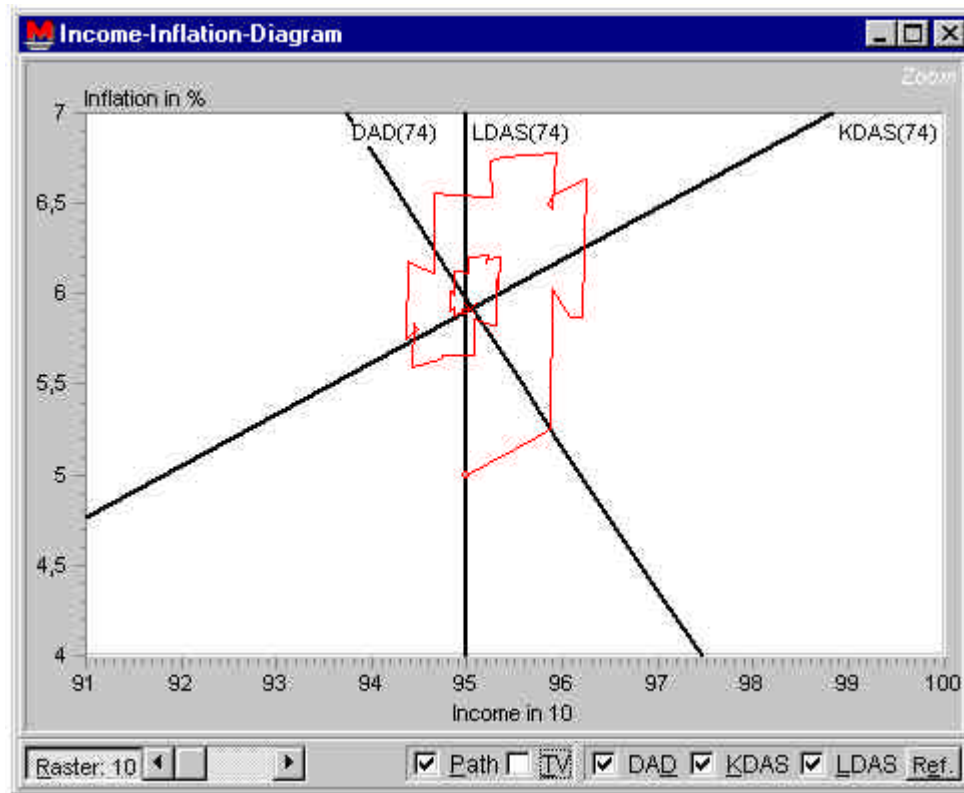 Income-Inflation-Diagram
Zoom
Inflation in %
7
DAD(74) LDAS(74) KDAS(74)
6,5
6
5,5
5
4,5
4
91 92 93 94 95 96 97 98 99 100
Income in 10
Raster: 10 Path TV DAD KDAS LDAS Ref.